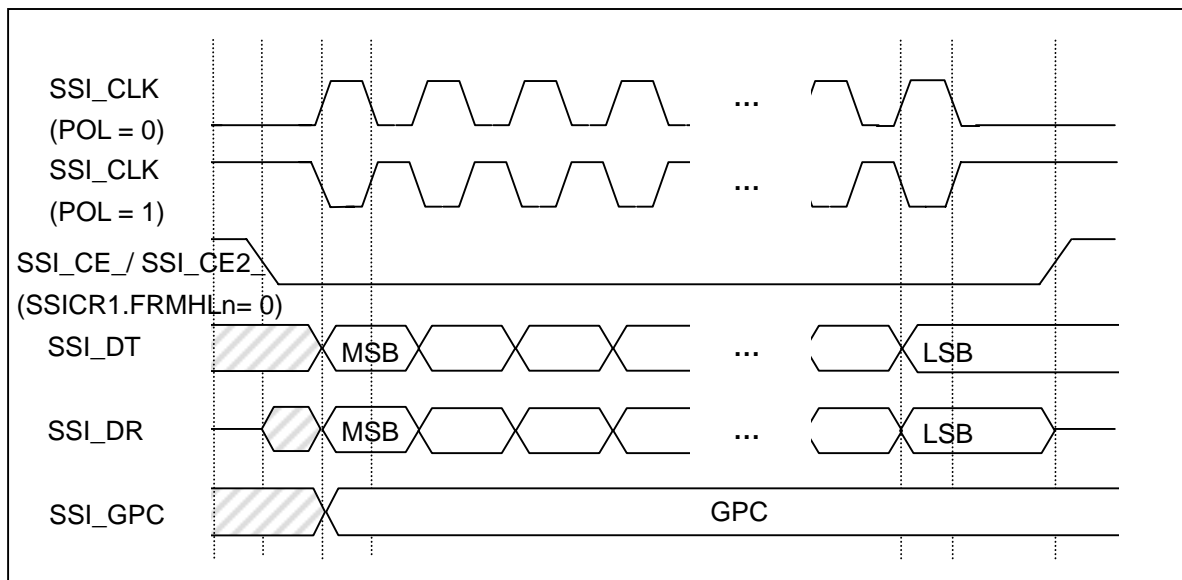 SSI_CLK
(POL = 0)
...
SSI_CLK
(POL = 1)
...
SSI_CE_/ SSI_CE2_
(SSICR1.FRMHLn= 0)
SSI_DT
MSB
...
LSB
SSI_DR
MSB
...
LSB
SSI_GPC
GPC